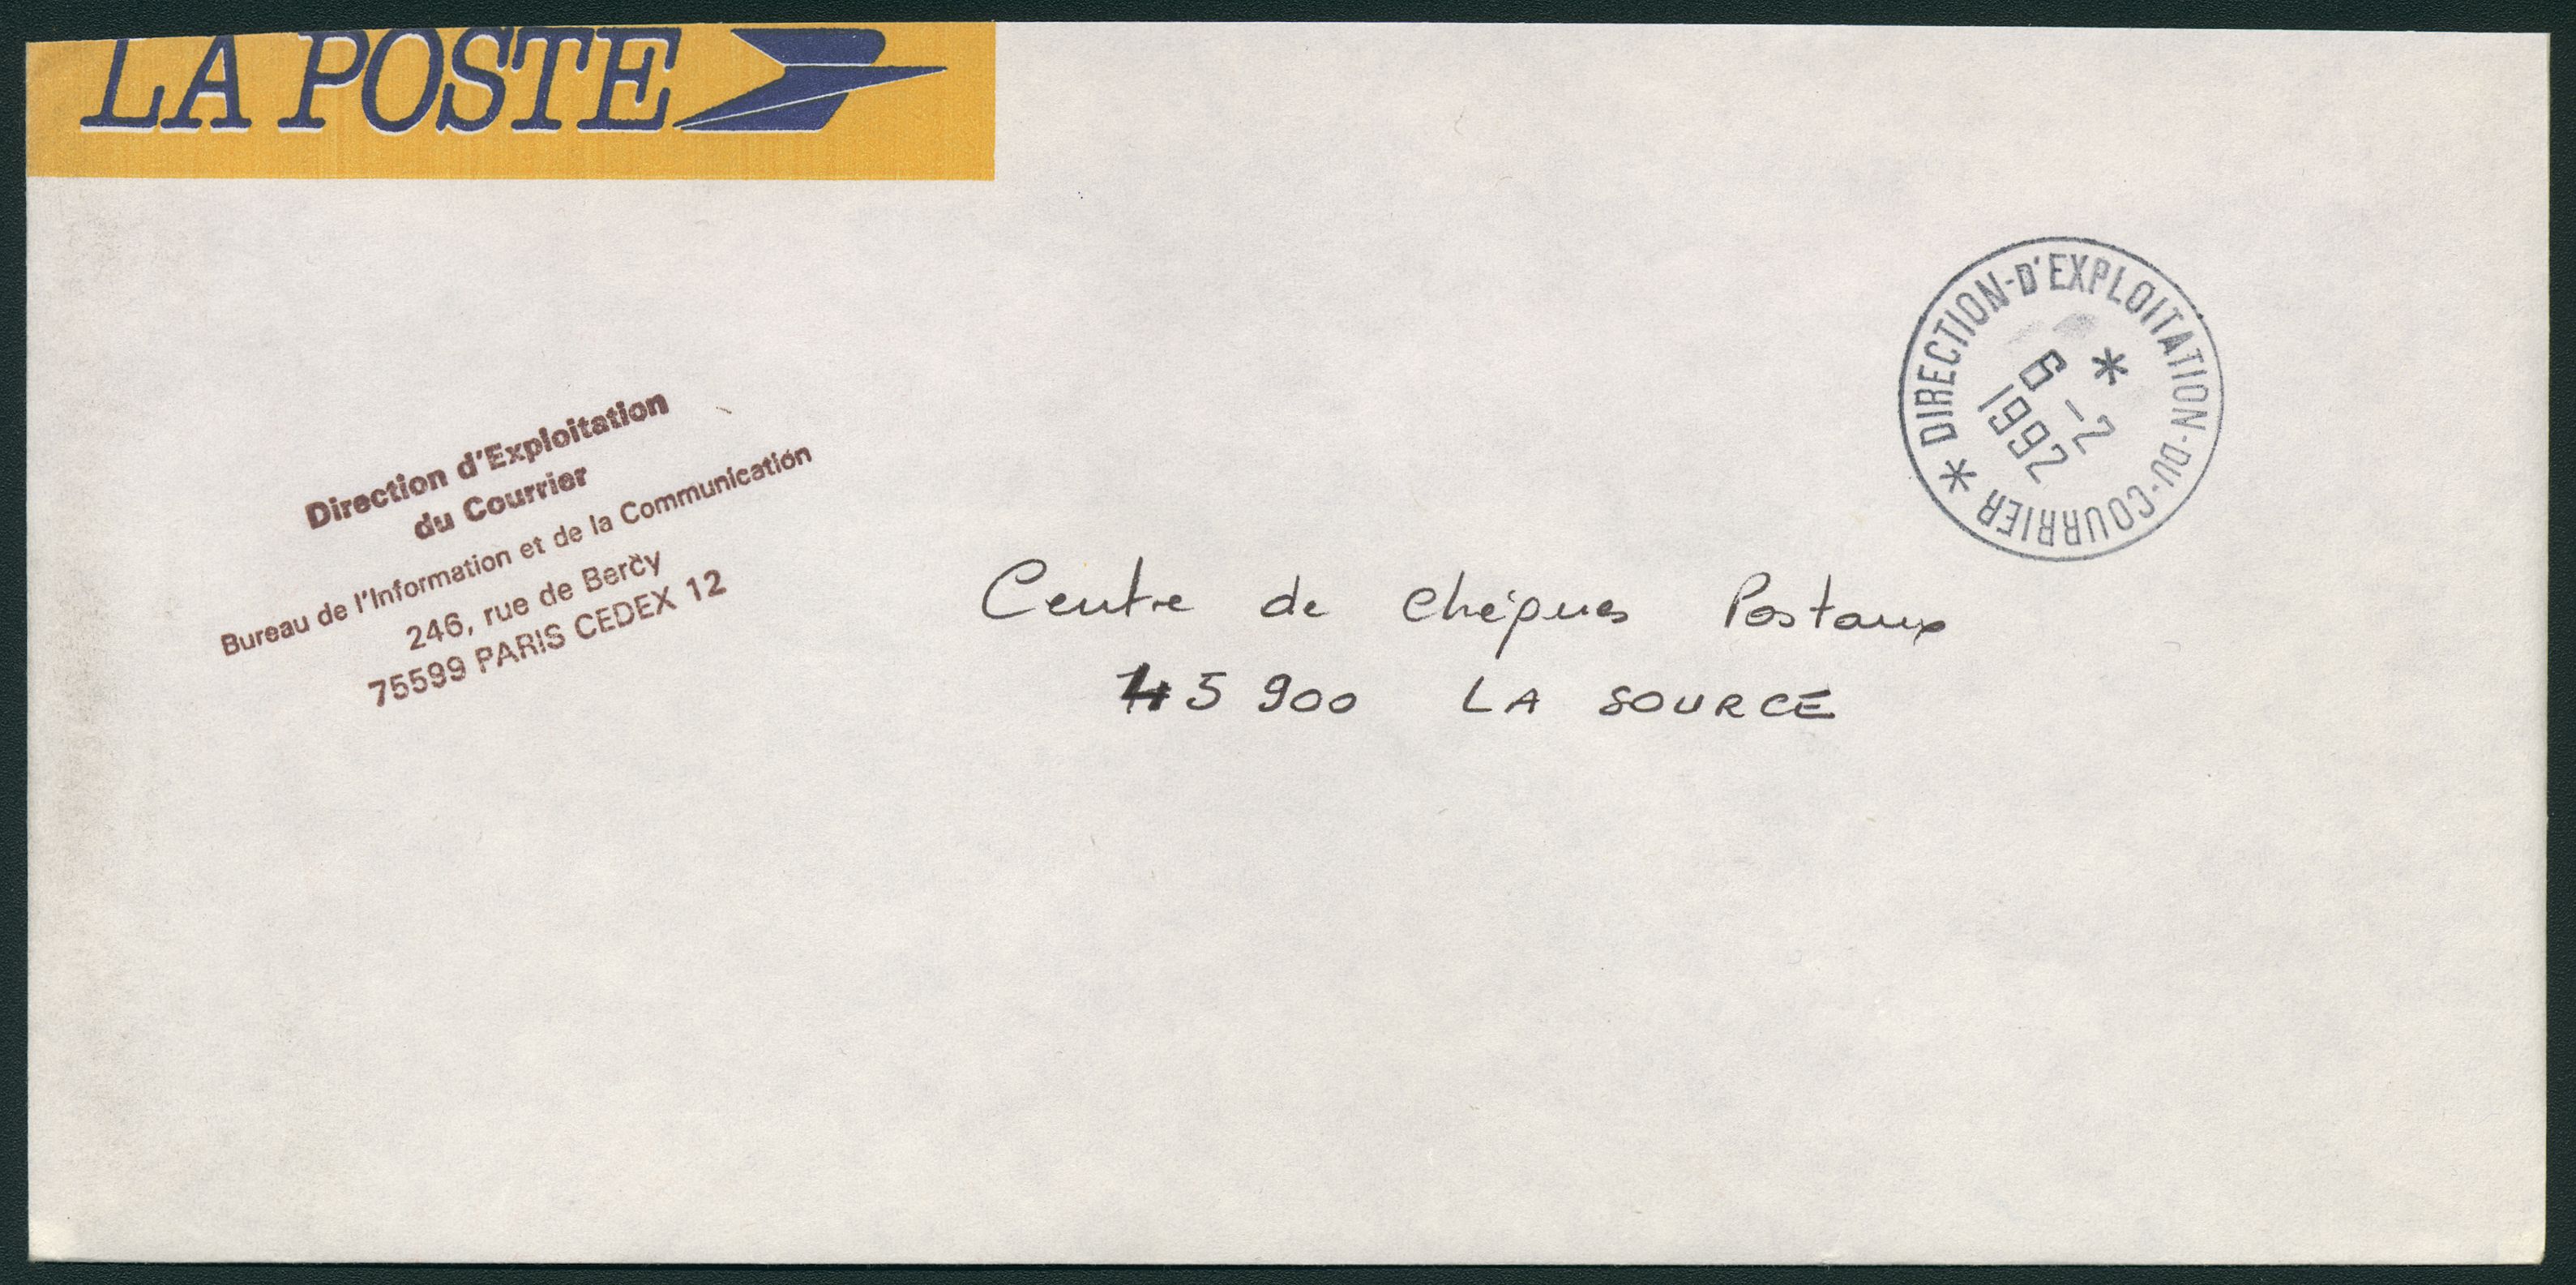 LA POSTE
Direction d'Exploitation
du Courrier
Bureau de l'Information et de la Communication
246, rue de Bercy
75599 PARIS CEDEX 12
* DIRECTION-D'EXPLOITATION-DU-COURRIER
*
6 -2
1992
Centre de chéques Postaux
45 900 LA SOURCE